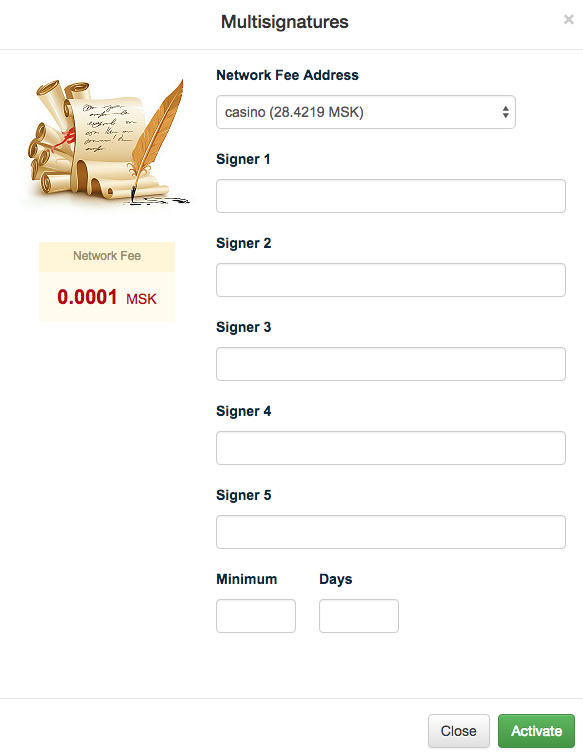 Multisignatures
×
Network Fee Address
casino (28.4219 MSK)
Signer 1
Network Fee
0.0001 MSK
Signer 2
Signer 3
Signer 4
Signer 5
Minimum Days
Close Activate